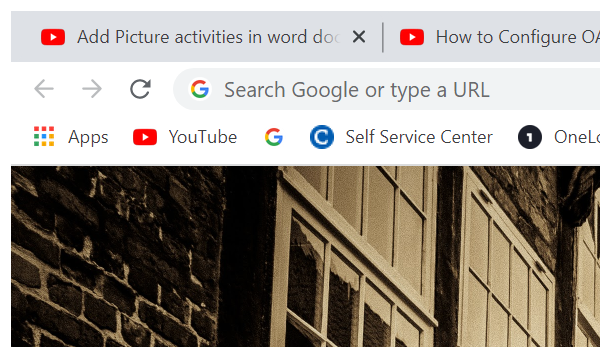 Add Picture activities in word do How to Configure OA
Search Google or type a URL
Apps YouTube Self Service Center OneLo